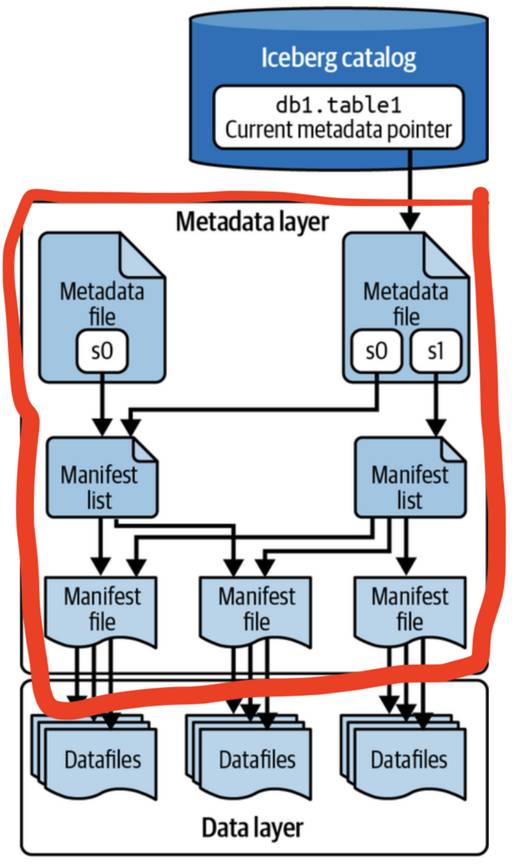 Iceberg catalog
db1.table1
Current metadata pointer
Metadata layer
Metadata
file
s0
Metadata
file
s0
s1
Manifest
list
Manifest
list
Manifest
file
Manifest
file
Manifest
file
Datafiles
Datafiles
Datafiles
Data layer